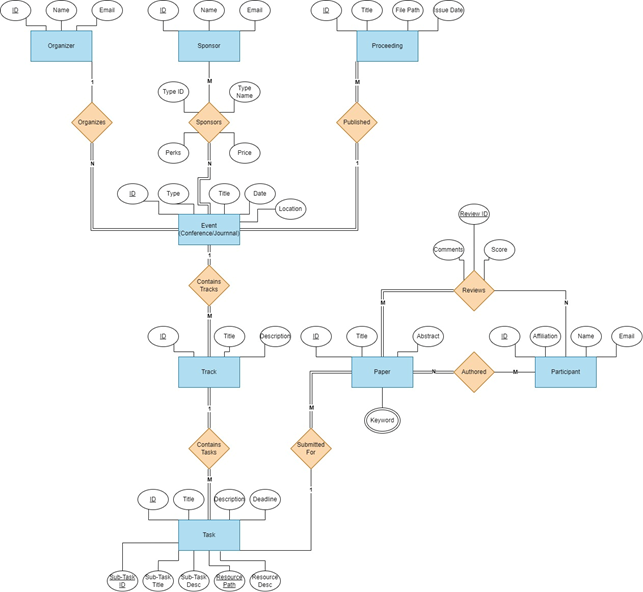 ID
Name
Email
ID
Name
Email
ID
Title
File Path
Issue Date
Organizer
Sponsor
Proceeding
1
M
M
Type ID
Type
Name
Organizes
Sponsors
Published
Perks
Price
N
N
1
ID
Type
Title
Date
Location
Event
(Conference/Journnal)
1
Review ID
Comments
Score
Contains
Tracks
Reviews
M
M
N
ID
Title
Description
ID
Title
Abstract
ID
Affiliation
Name
Email
Track
Paper
N
Authored
M
Participant
1
M
Keyword
Contains
Tasks
Submitted
For
M
1
ID
Title
Description
Deadline
Task
Sub-Task
ID
Sub-Task
Title
Sub-Task
Desc
Resource
Path
Resource
Desc